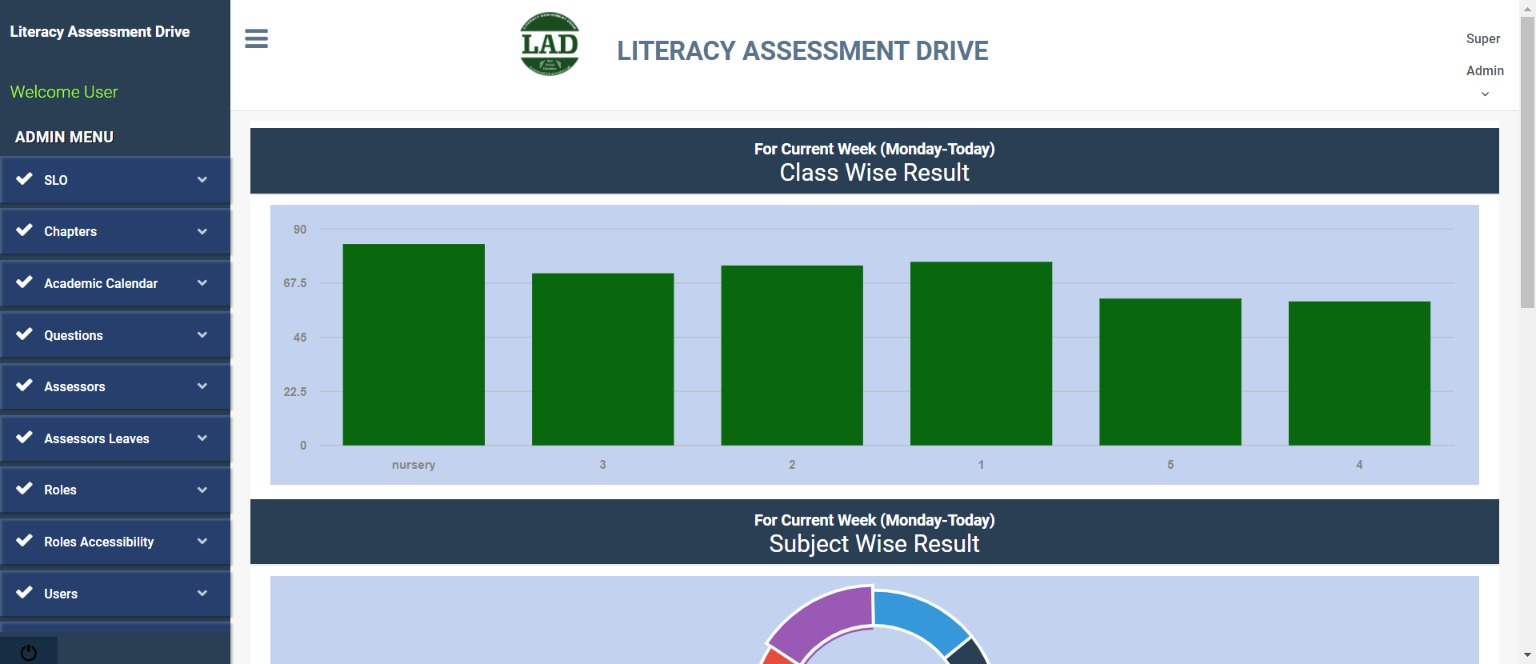 Literacy Assessment Drive
Welcome User
ADMIN MENU
SLO
Chapters
Academic Calendar
Questions
Assessors
Assessors Leaves
Roles
Roles Accessibility
Users
LAD
LITERACY ASSESSMENT DRIVE
Super
Admin
For Current Week (Monday-Today)
Class Wise Result
90
67.5
45
22.5
0
nursery
3
2
1
5
4
For Current Week (Monday-Today)
Subject Wise Result